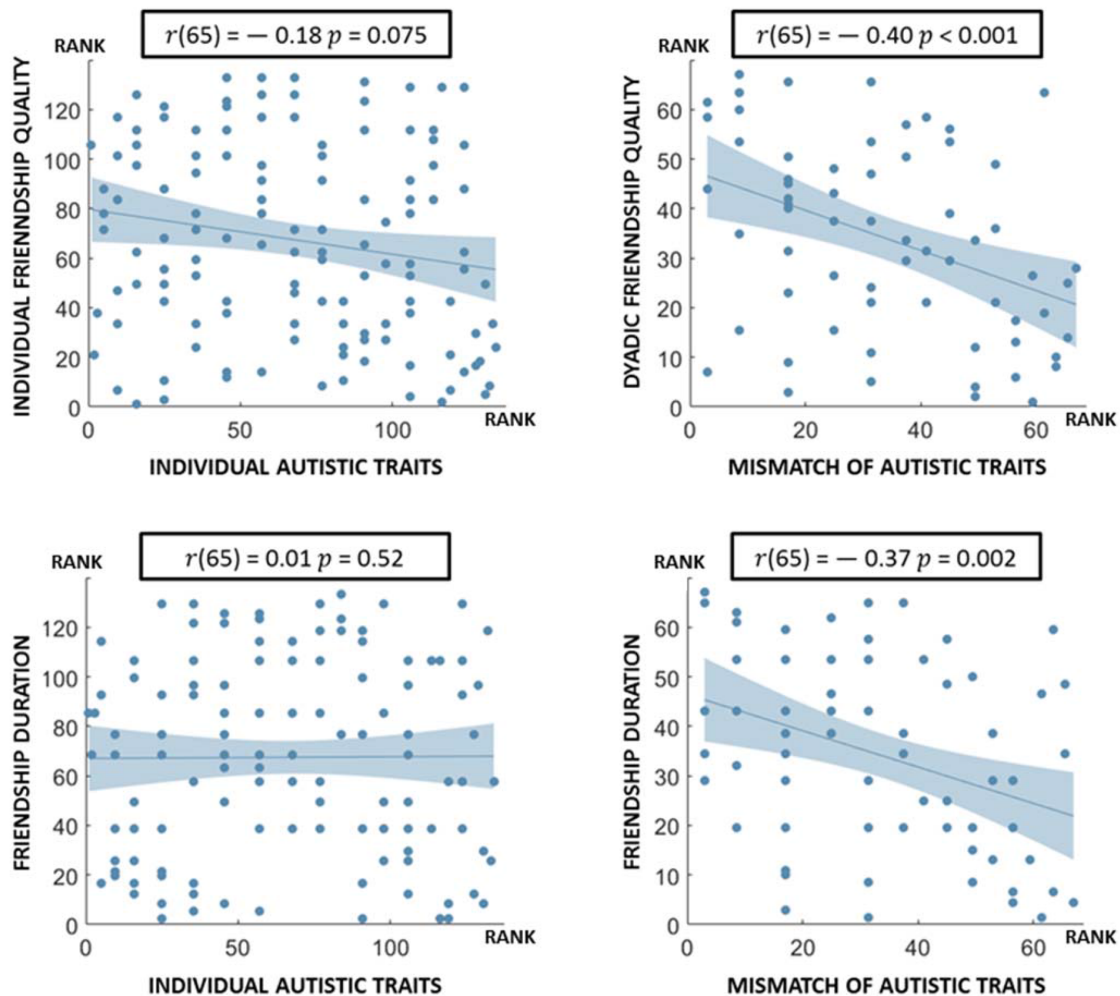 r(65) = — 0.18 p = 0.075
RANK
INDIVIDUAL FRIENNDSHIP QUALITY
120
100
80
60
40
20
0
0 50 100
RANK
INDIVIDUAL AUTISTIC TRAITS
r(65) = — 0.40 p < 0.001
RANK
DYADIC FRIENNDSHIP QUALITY
60
50
40
30
20
10
0
0 20 40 60
RANK
MISMATCH OF AUTISTIC TRAITS
r(65) = 0.01 p = 0.52
RANK
FRIENDSHIP DURATION
120
100
80
60
40
20
0
0 50 100
RANK
INDIVIDUAL AUTISTIC TRAITS
r(65) = — 0.37 p = 0.002
RANK
FRIENDSHIP DURATION
60
50
40
30
20
10
0
0 20 40 60
RANK
MISMATCH OF AUTISTIC TRAITS